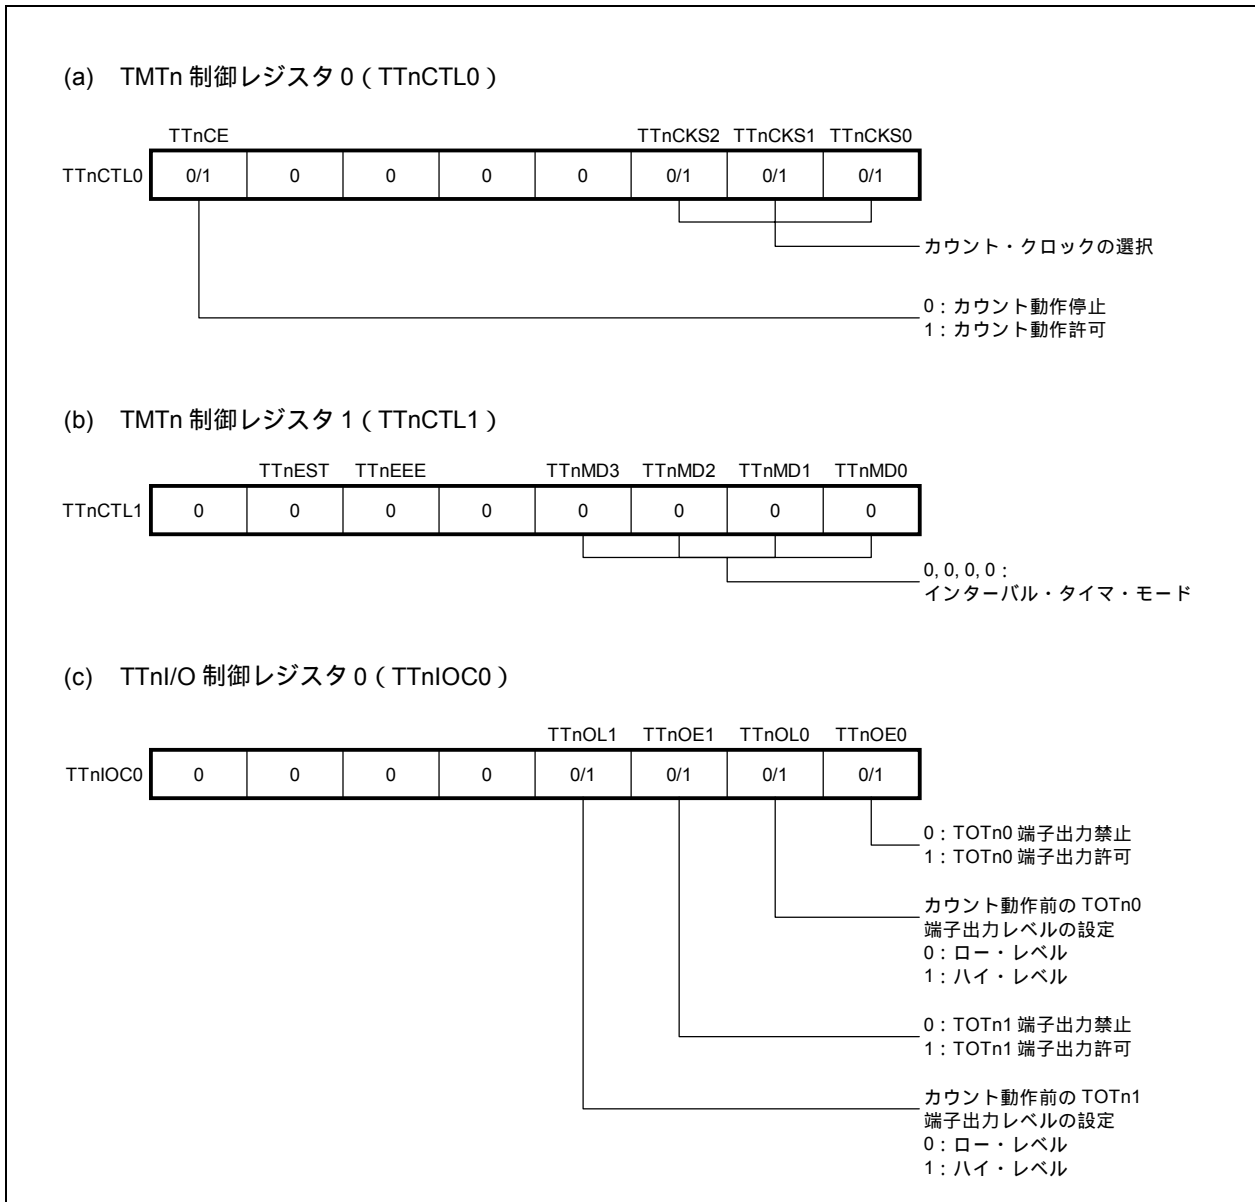 (a) TMTn 制御レジスタ 0（TTnCTL0）
TTnCE TTnCKS2 TTnCKS1 TTnCKS0
TTnCTL0 0/1 0 0 0 0 0/1 0/1 0/1
カウント・クロックの選択
0：カウント動作停止
1：カウント動作許可
(b) TMTn 制御レジスタ 1（TTnCTL1）
TTnEST TTnEEE TTnMD3 TTnMD2 TTnMD1 TTnMD0
TTnCTL1 0 0 0 0 0 0 0 0
0, 0, 0, 0：
インターバル・タイマ・モード
(c) TTnI/O 制御レジスタ 0（TTnIOC0）
TTnOL1 TTnOE1 TTnOL0 TTnOE0
TTnIOC0 0 0 0 0 0/1 0/1 0/1 0/1
0：TOTn0 端子出力禁止
1：TOTn0 端子出力許可
カウント動作前の TOTn0
端子出力レベルの設定
0：ロー・レベル
1：ハイ・レベル
0：TOTn1 端子出力禁止
1：TOTn1 端子出力許可
カウント動作前の TOTn1
端子出力レベルの設定
0：ロー・レベル
1：ハイ・レベル